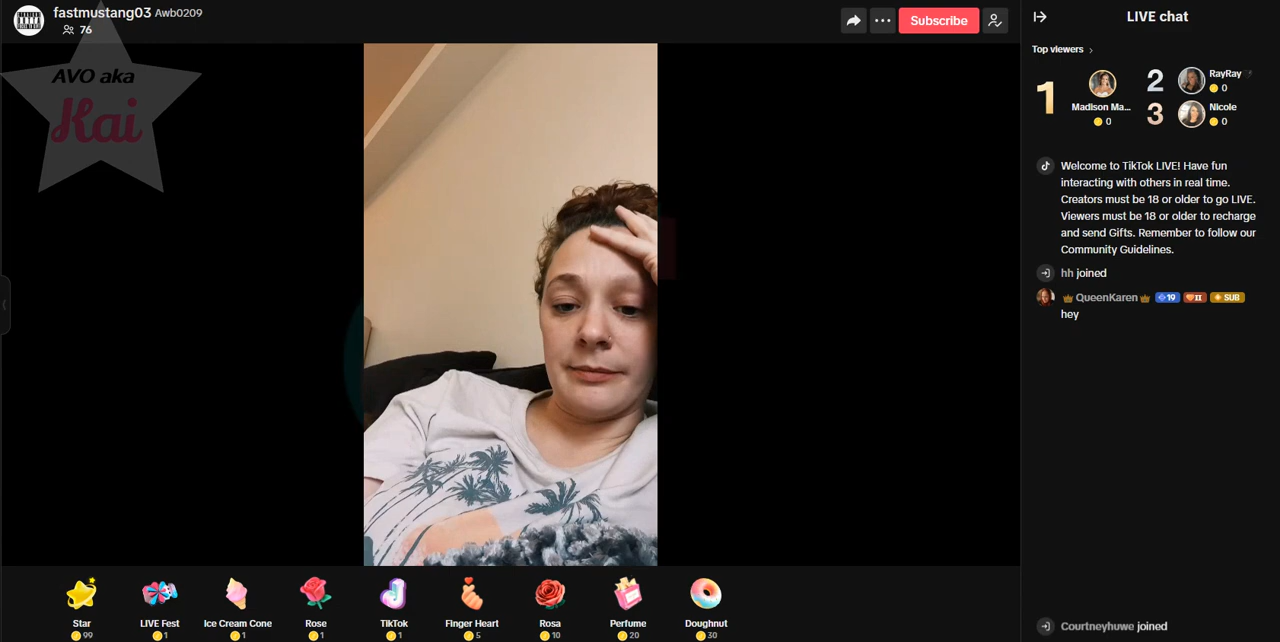 fastmustang03 Awb0209
76
Subscribe
AVO aka
Kai
LIVE chat
Top viewers
1
Madison Ma...
0
2
RayRay
0
3
Nicole
0
Welcome to TikTok LIVE! Have fun
interacting with others in real time.
Creators must be 18 or older to go LIVE.
Viewers must be 18 or older to recharge
and send Gifts. Remember to follow our
Community Guidelines.
hh joined
QueenKaren 19 II SUB
hey
Star
99
LIVE Fest
1
Ice Cream Cone
1
Rose
1
TikTok
1
Finger Heart
5
Rosa
10
Perfume
20
Doughnut
30
Courtneyhuwe joined